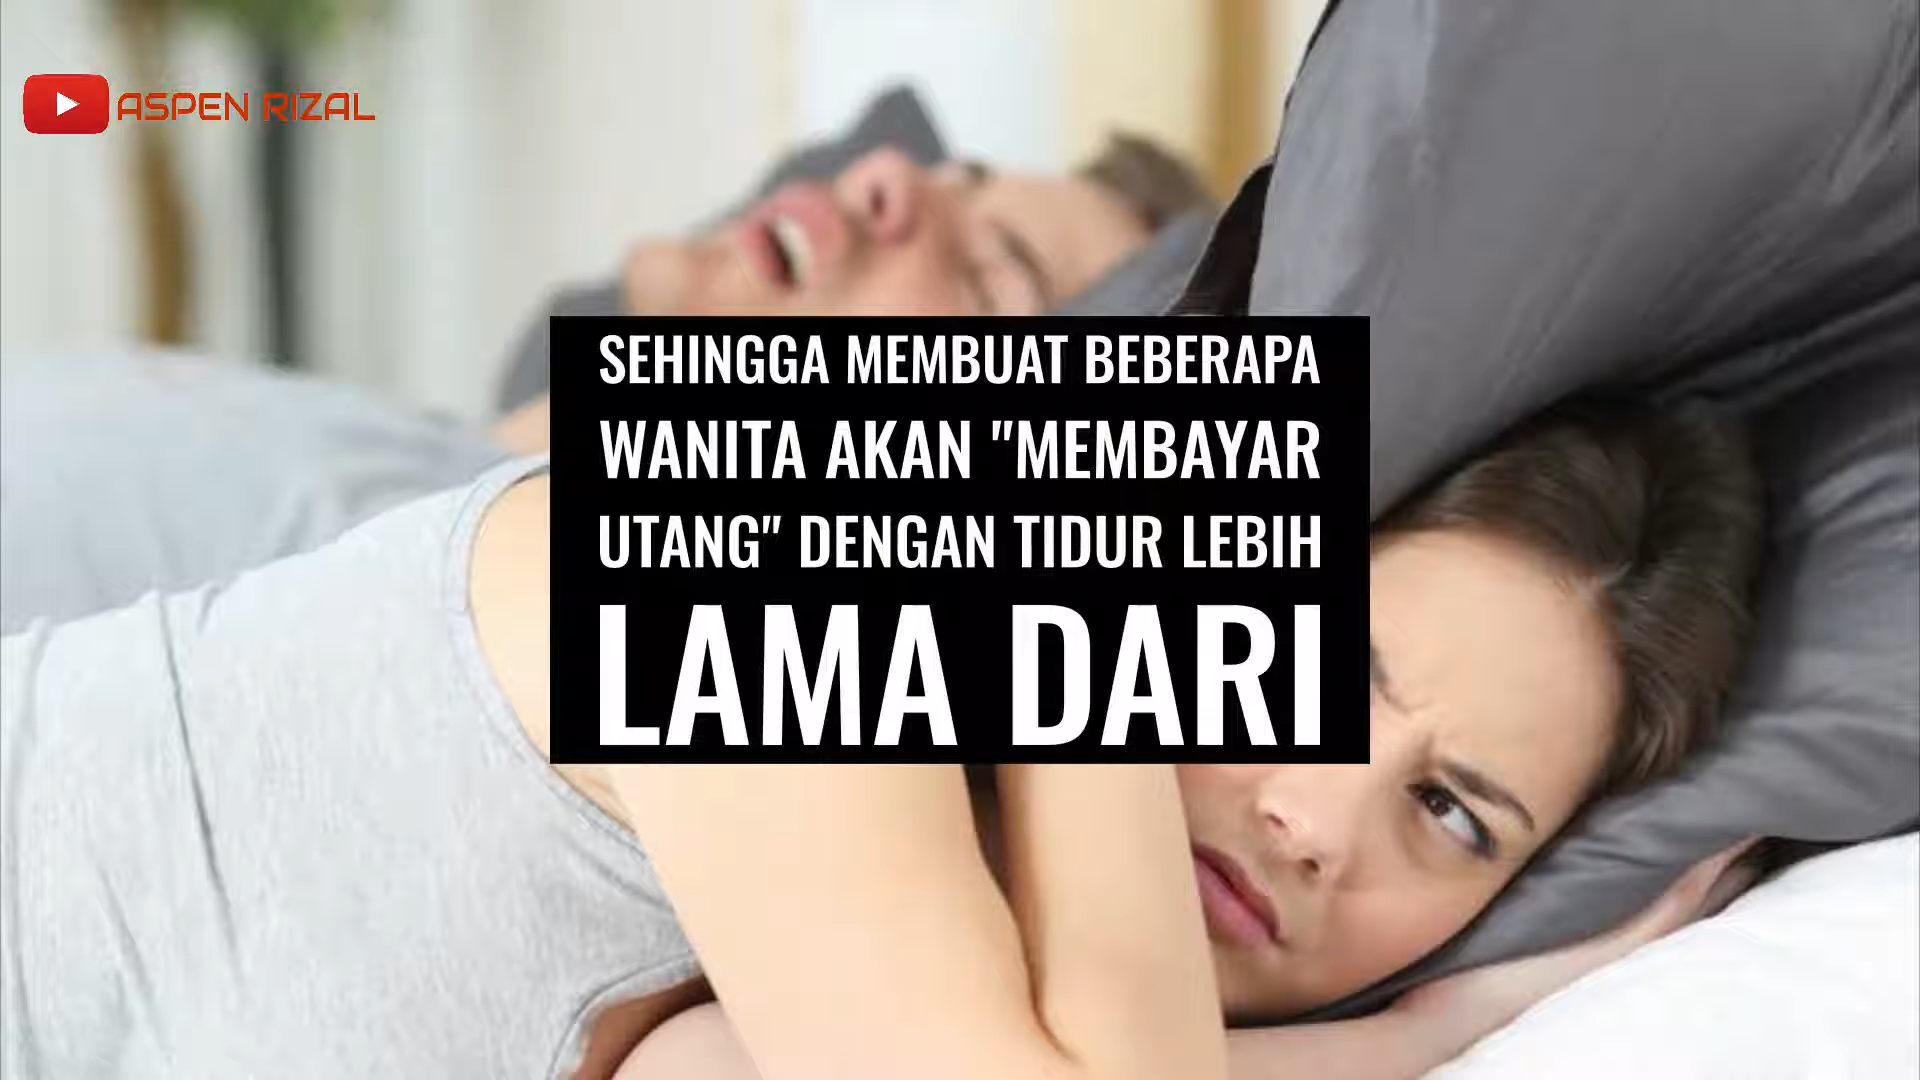 ASPEN RIZAL
SEHINGGA MEMBUAT BEBERAPA
WANITA AKAN "MEMBAYAR
UTANG" DENGAN TIDUR LEBIH
LAMA DARI